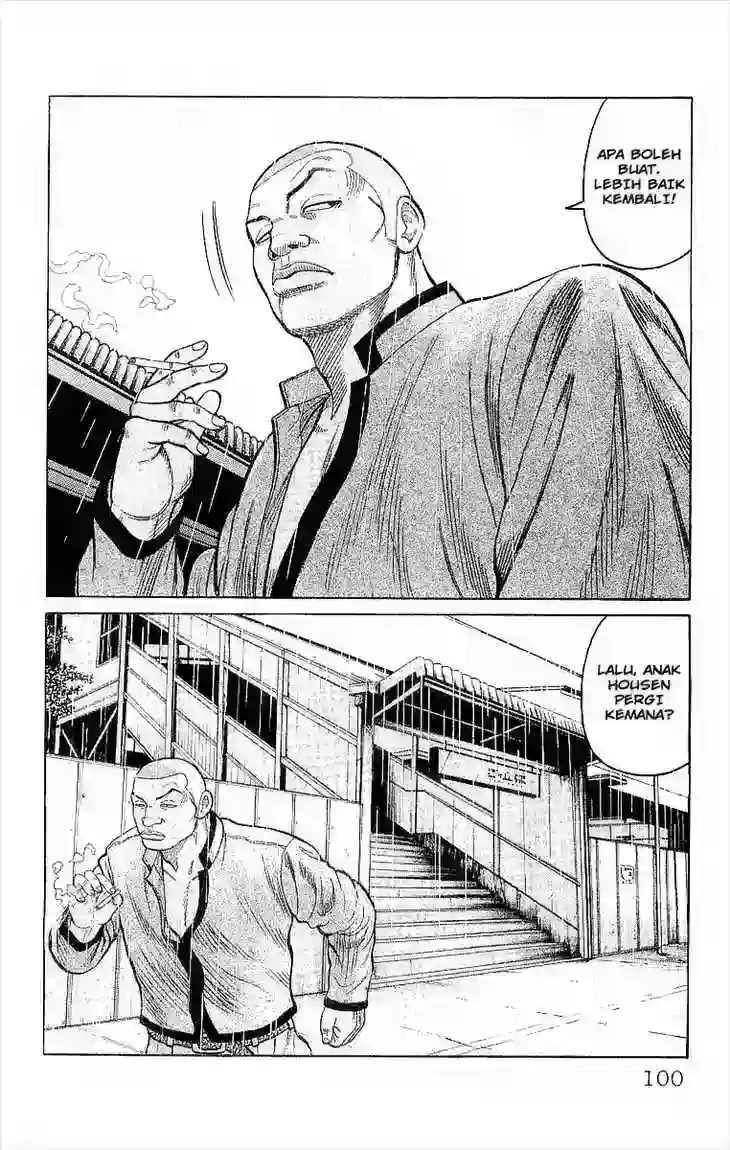 APA BOLEH
BUAT.
LEBIH BAIK
KEMBALI!
LALU, ANAK
HOUSEN
PERGI
KEMANA?
100